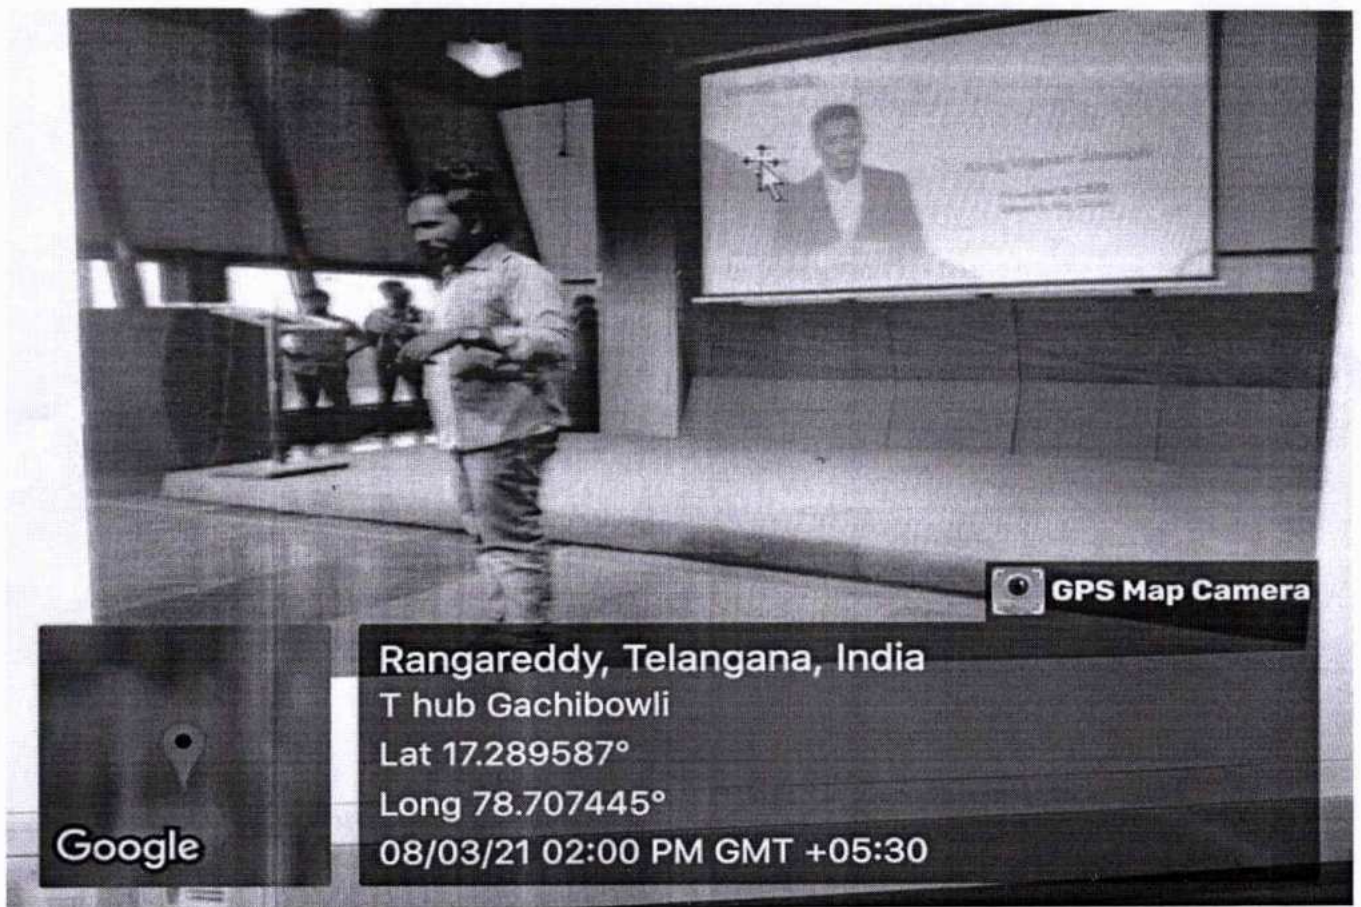 GPS Map Camera
Rangareddy, Telangana, India
T hub Gachibowli
Lat 17.289587°
Long 78.707445°
08/03/21 02:00 PM GMT +05:30
Google